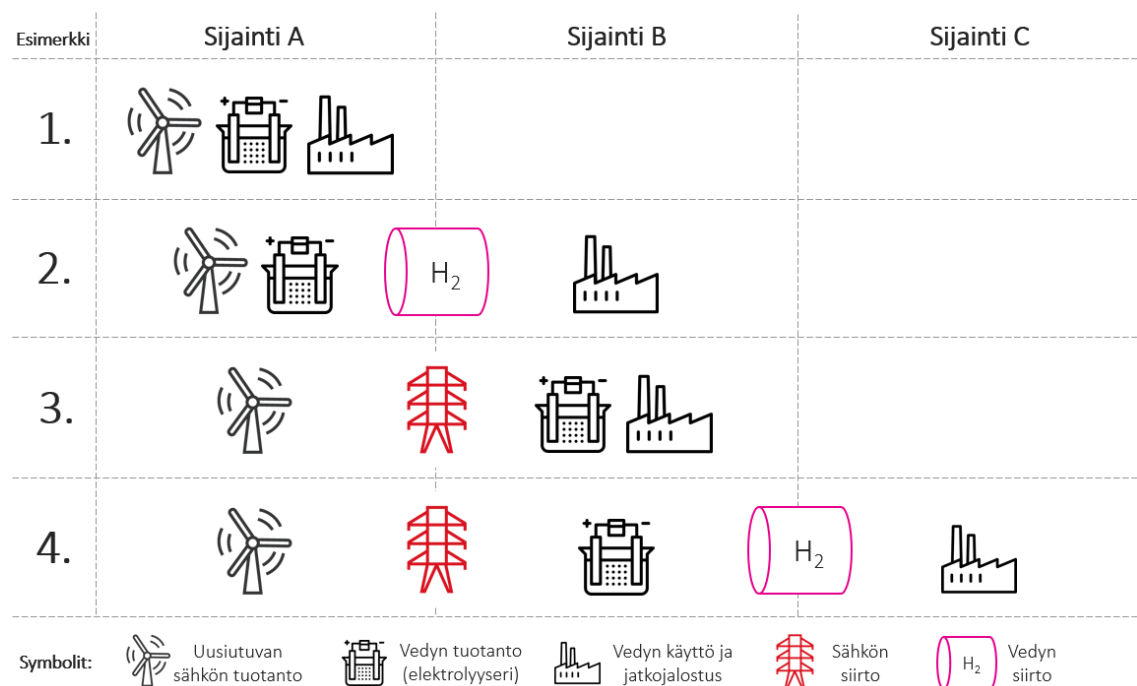 Esimerkki Sijainti A Sijainti B Sijainti C
1.
2. H₂
3.
4. H₂
Symbolit:
Uusiutuvan
sähkön tuotanto
Vedyn tuotanto
(elektrolyyseri)
Vedyn käyttö ja
jatkojalostus
Sähkön
siirto
H₂
Vedyn
siirto